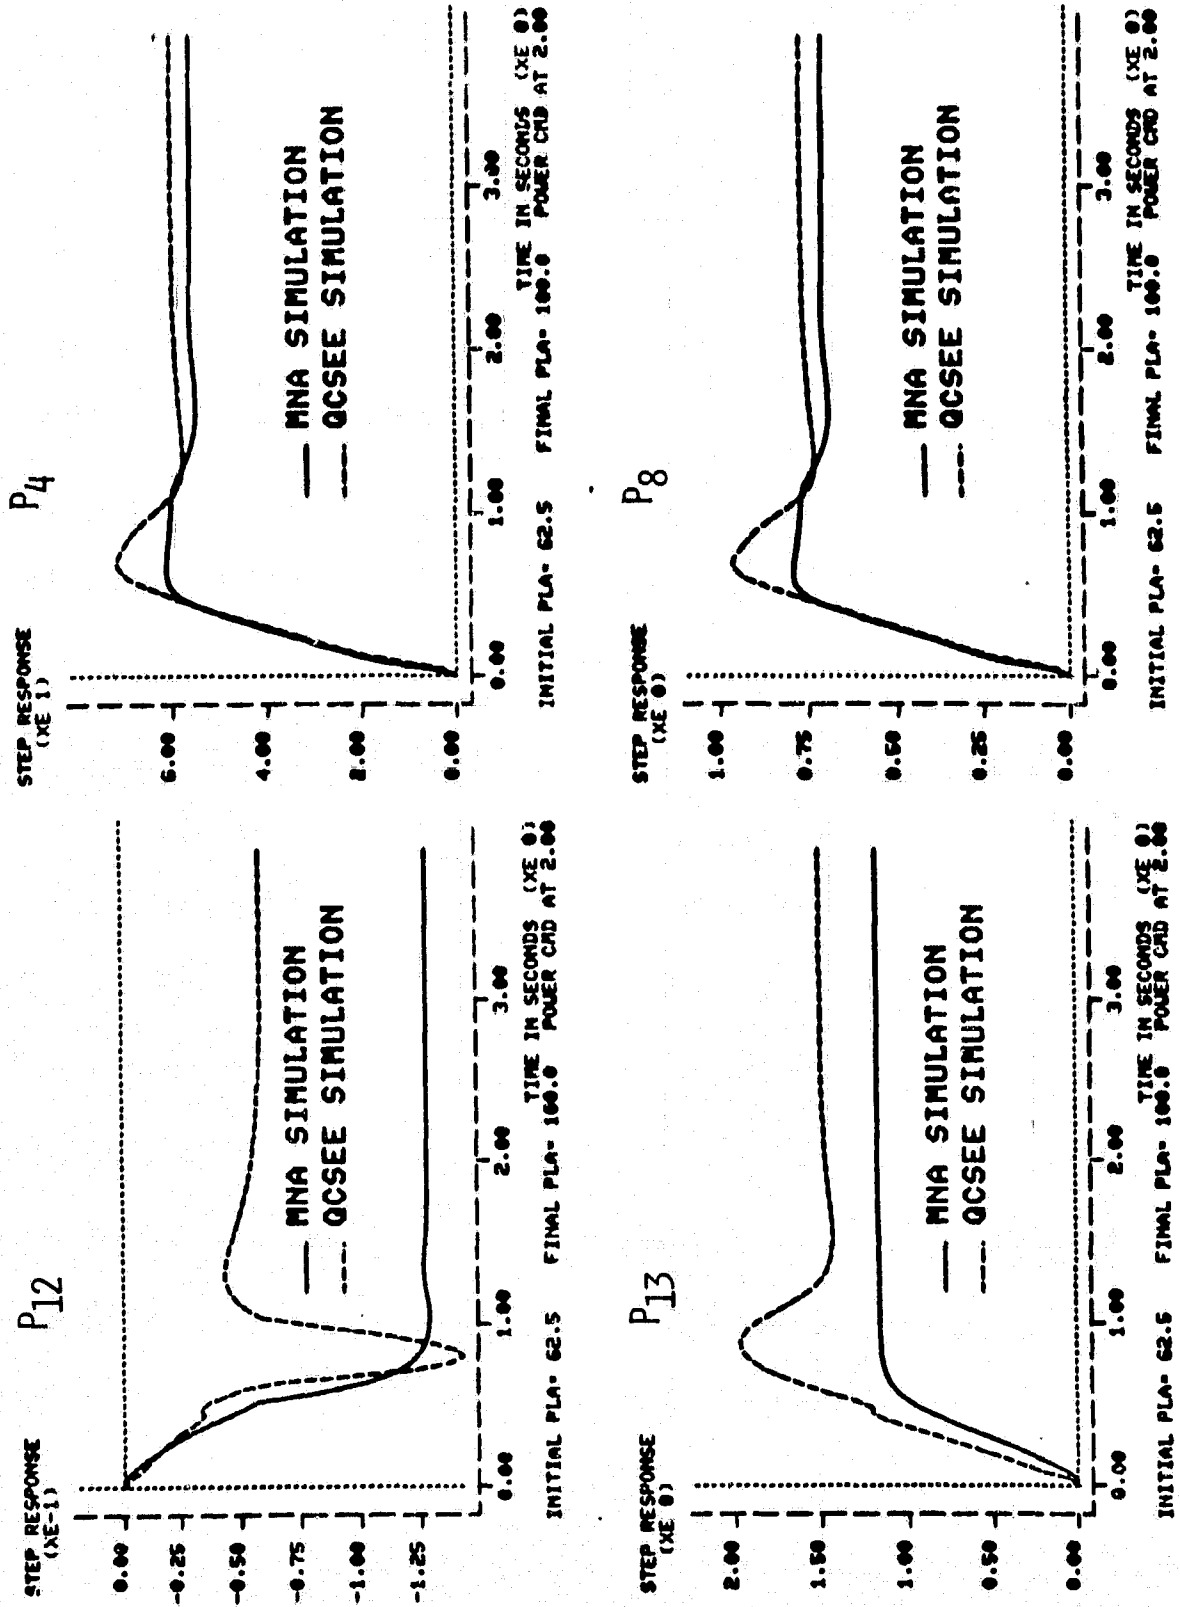 P12
STEP RESPONSE
(XE-1)
0.00
-0.25
-0.50
-0.75
-1.00
-1.25
MNA SIMULATION
QCSEE SIMULATION
0.00
1.00
2.00
3.00
TIME IN SECONDS (XE 0)
INITIAL PLA= 62.5 FINAL PLA= 100.0 POWER CMD AT 2.00
P4
STEP RESPONSE
(XE 1)
6.00
4.00
2.00
0.00
MNA SIMULATION
QCSEE SIMULATION
0.00
1.00
2.00
3.00
TIME IN SECONDS (XE 0)
INITIAL PLA= 62.5 FINAL PLA= 100.0 POWER CMD AT 2.00
P13
STEP RESPONSE
(XE 0)
2.00
1.50
1.00
0.50
0.00
MNA SIMULATION
QCSEE SIMULATION
0.00
1.00
2.00
3.00
TIME IN SECONDS (XE 0)
INITIAL PLA= 62.5 FINAL PLA= 100.0 POWER CMD AT 2.00
P8
STEP RESPONSE
(XE 0)
1.00
0.75
0.50
0.25
0.00
MNA SIMULATION
QCSEE SIMULATION
0.00
1.00
2.00
3.00
TIME IN SECONDS (XE 0)
INITIAL PLA= 62.5 FINAL PLA= 100.0 POWER CMD AT 2.00